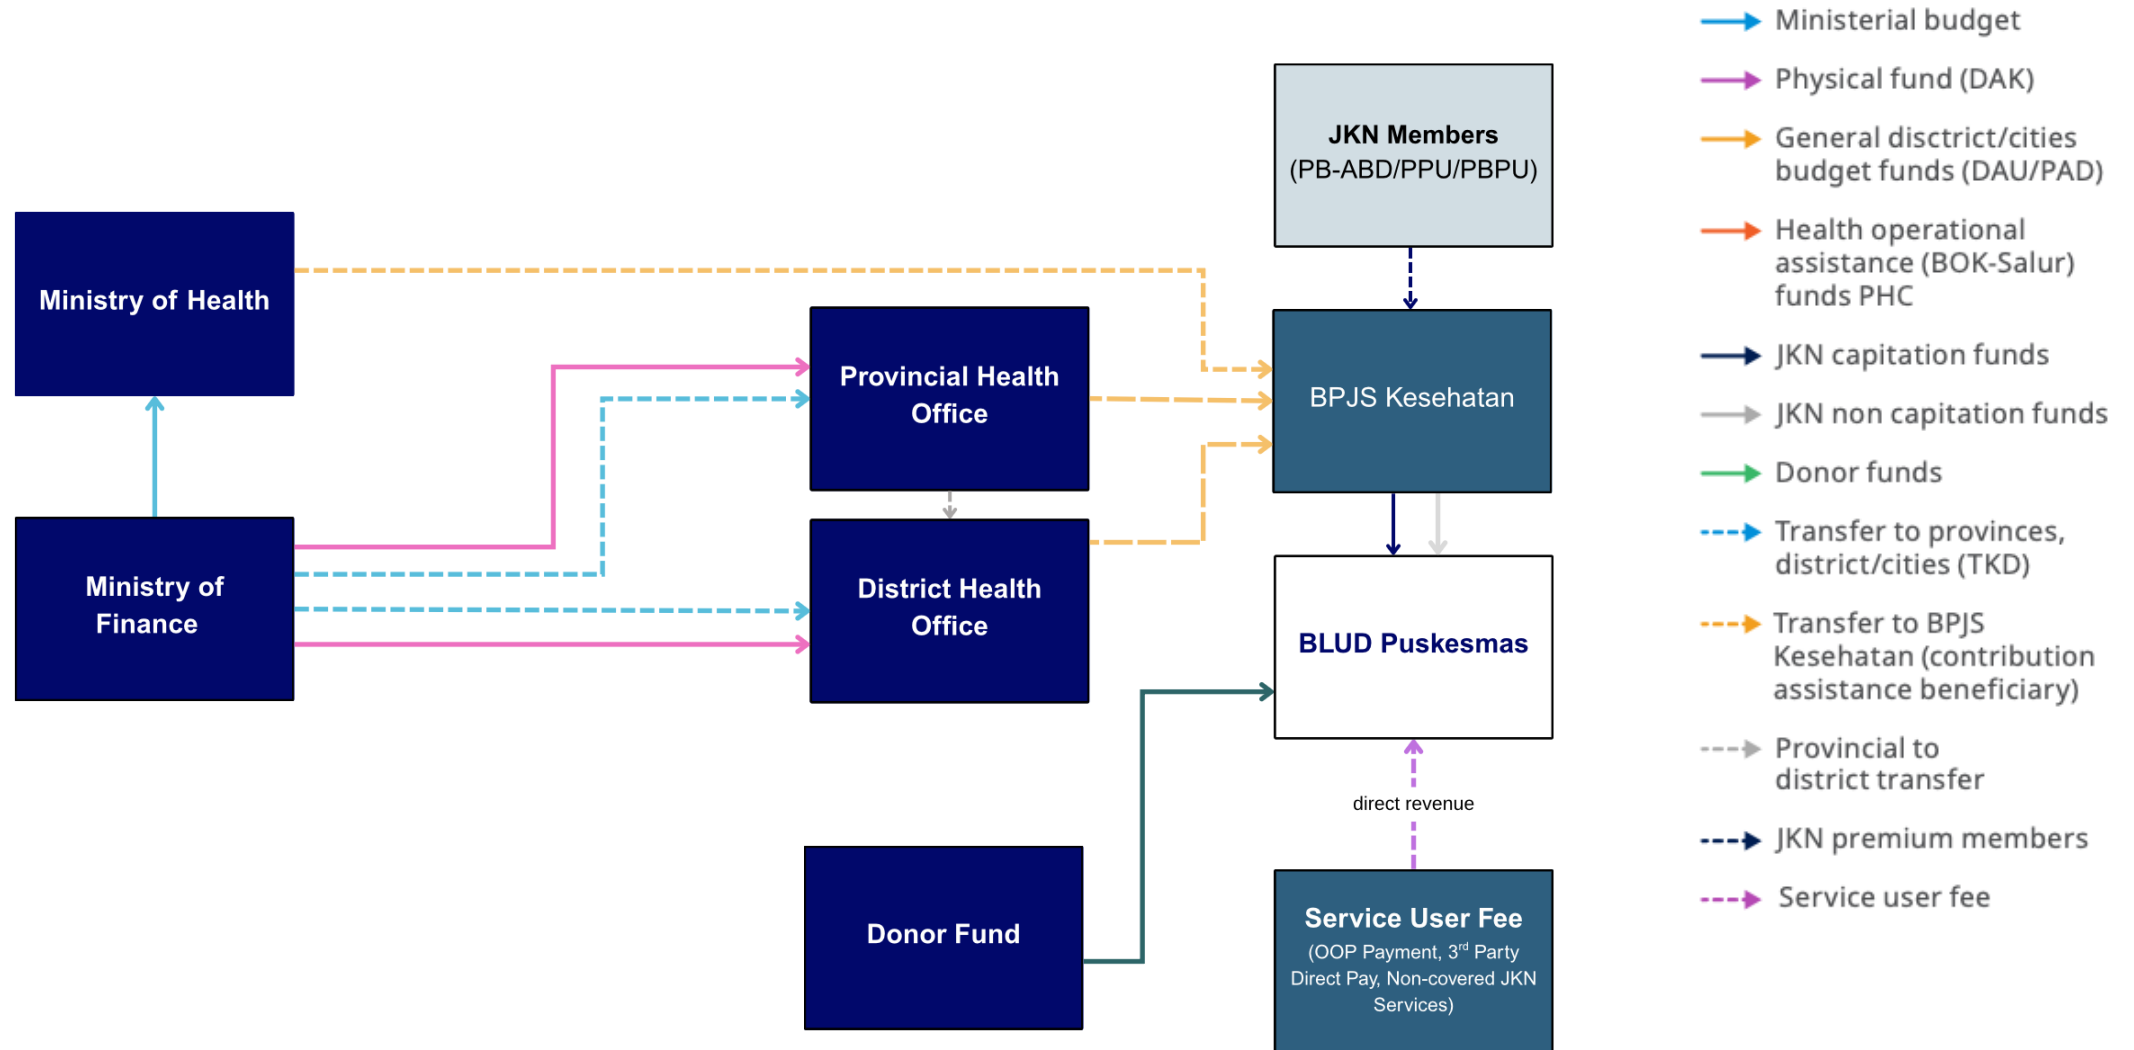 Ministry of Health
Ministry of
Finance
Provincial Health
Office
District Health
Office
Donor Fund
JKN Members
(PB-ABD/PPU/PBPU)
BPJS Kesehatan
BLUD Puskesmas
direct revenue
Service User Fee
(OOP Payment, 3rd Party
Direct Pay, Non-covered JKN
Services)
Ministerial budget
Physical fund (DAK)
General disctrict/cities
budget funds (DAU/PAD)
Health operational
assistance (BOK-Salur)
funds PHC
JKN capitation funds
JKN non capitation funds
Donor funds
Transfer to provinces,
district/cities (TKD)
Transfer to BPJS
Kesehatan (contribution
assistance beneficiary)
Provincial to
district transfer
JKN premium members
Service user fee